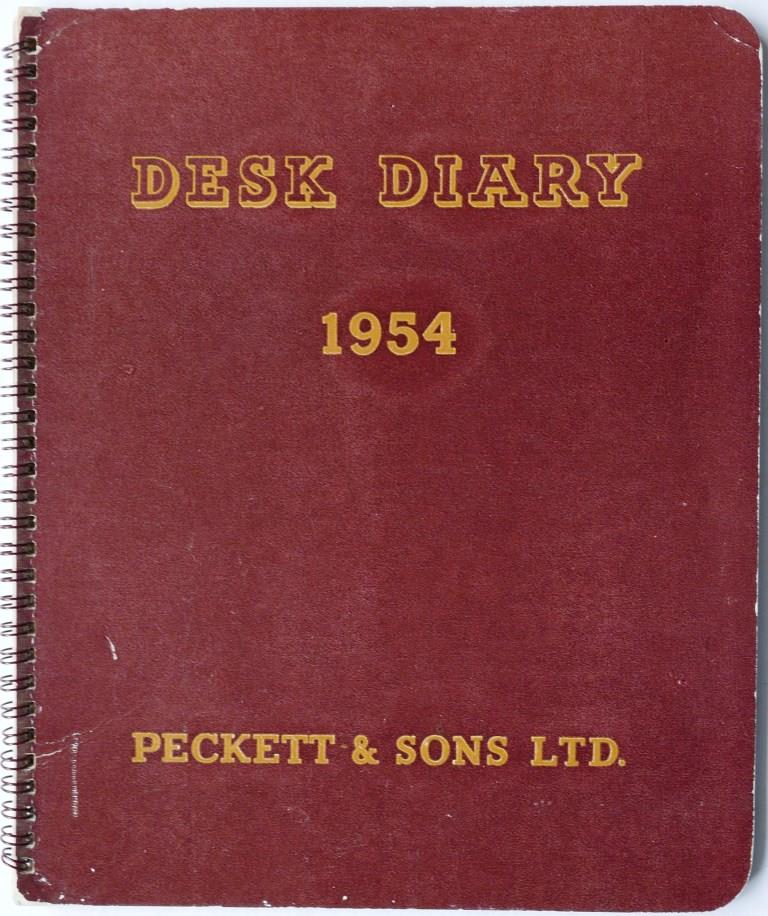 DESK DIARY
1954
PECKETT & SONS LTD.